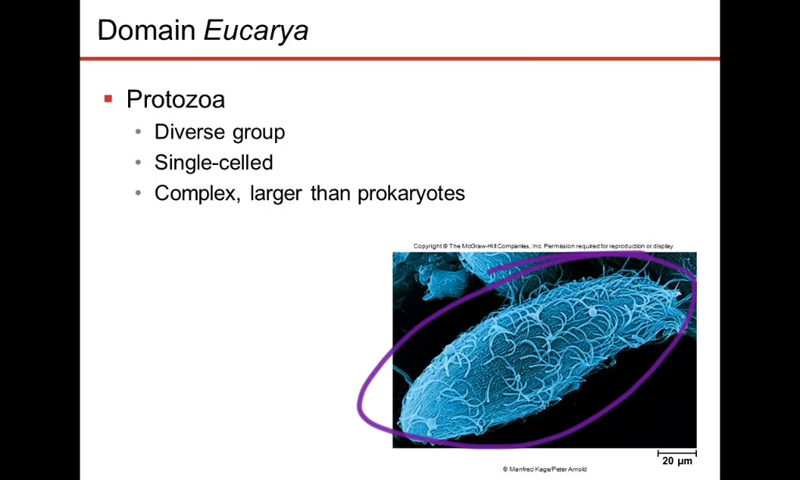 Domain Eucarya
Protozoa
Diverse group
Single-celled
Complex, larger than prokaryotes
Copyright © The McGraw-Hill Companies, Inc. Permission required for reproduction or display.
20 µm
© Manfred Kage/Peter Arnold